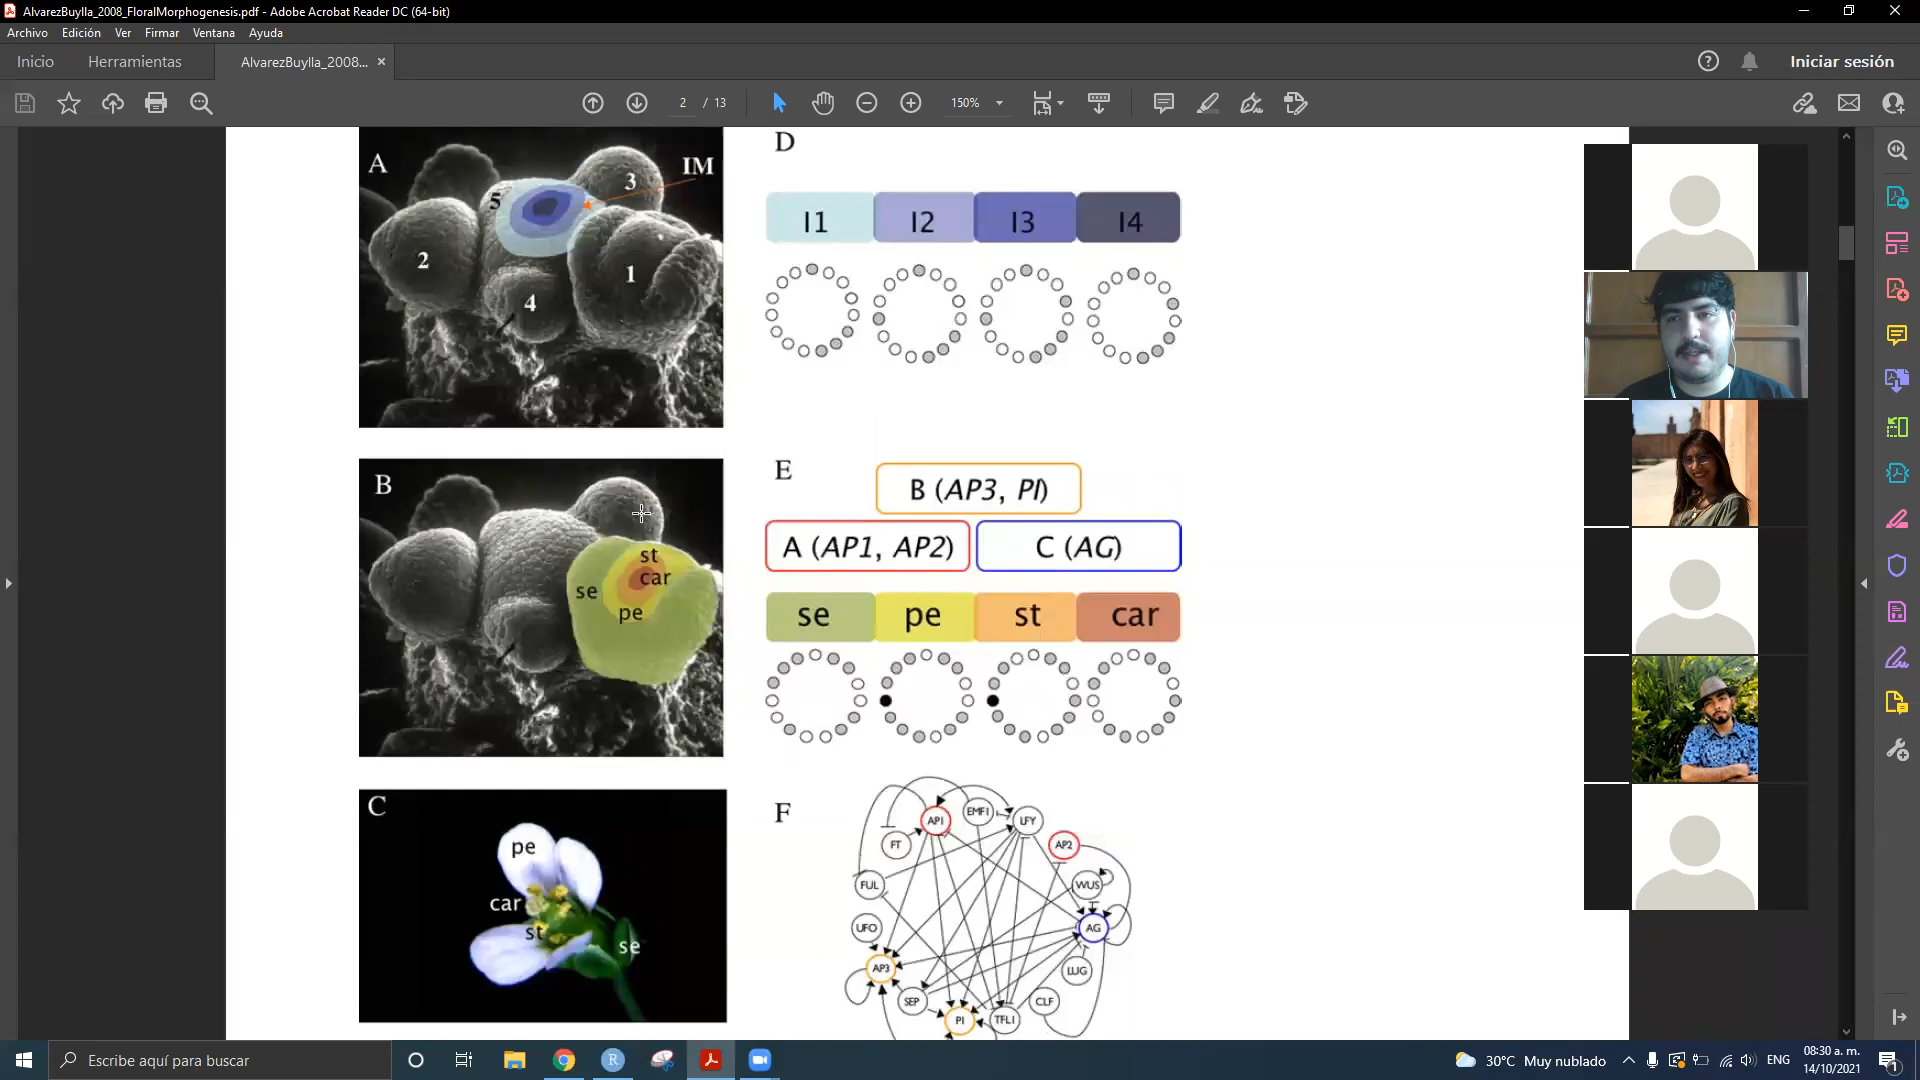 AlvarezBuylla_2008_FloralMorphogenesis.pdf - Adobe Acrobat Reader DC (64-bit)
Archivo Edición Ver Firmar Ventana Ayuda
Inicio Herramientas AlvarezBuylla_2008... × Iniciar sesión
2 / 13 150%
A
IM
5
3
2
1
4
D
I1 I2 I3 I4
B
st
car
se
pe
E
B (AP3, PI)
A (AP1, AP2) C (AG)
se pe st car
C
pe
car
st
se
F
AP1 EMF1 LFY
FT AP2
FUL WUS
UFO AG
AP3 LUG
SEP CLF
PI TFL1
Escribe aquí para buscar
30°C Muy nublado
ENG
08:30 a. m.
14/10/2021
1